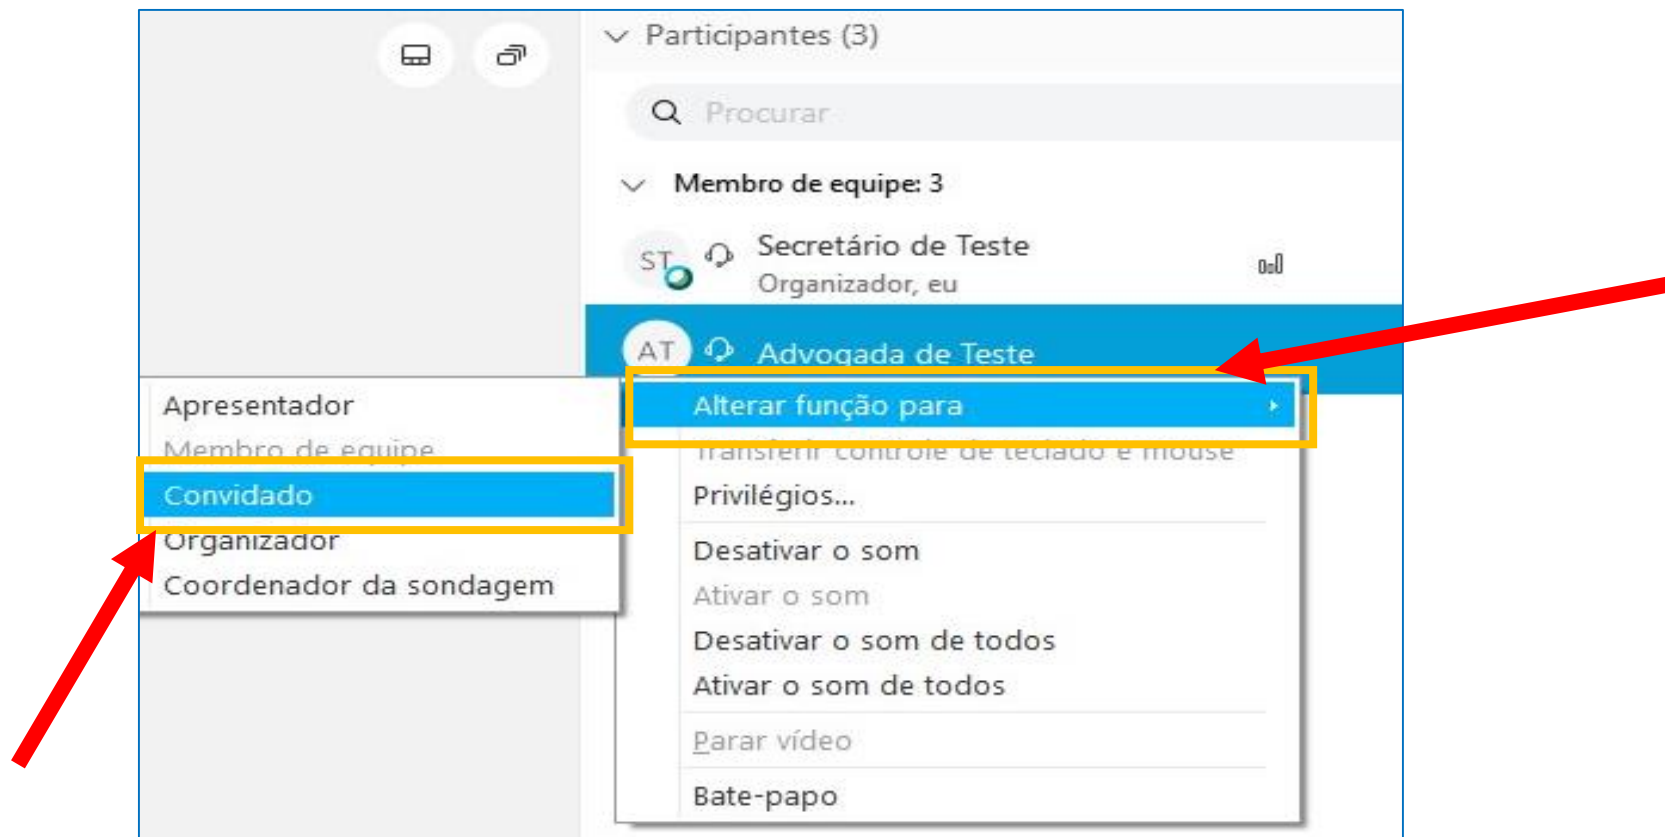 Participantes (3)
Procurar
Membro de equipe: 3
ST
Secretário de Teste
Organizador, eu
AT
Advogada de Teste
Alterar função para
Transferir controle de teclado e mouse
Privilégios...
Desativar o som
Ativar o som
Desativar o som de todos
Ativar o som de todos
Parar vídeo
Bate-papo
Apresentador
Membro de equipe
Convidado
Organizador
Coordenador da sondagem